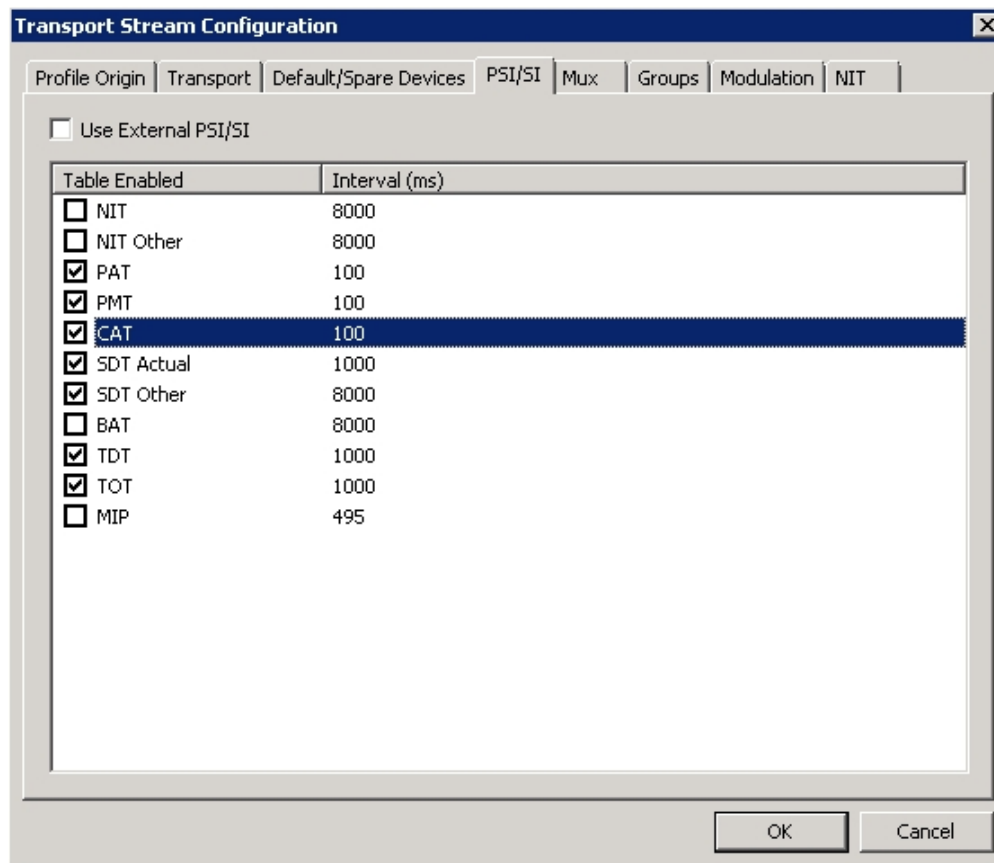 Transport Stream Configuration
Profile Origin Transport Default/Spare Devices PSI/SI Mux Groups Modulation NIT
Use External PSI/SI
Table Enabled Interval (ms)
NIT 8000
NIT Other 8000
PAT 100
PMT 100
CAT 100
SDT Actual 1000
SDT Other 8000
BAT 8000
TDT 1000
TOT 1000
MIP 495
OK Cancel